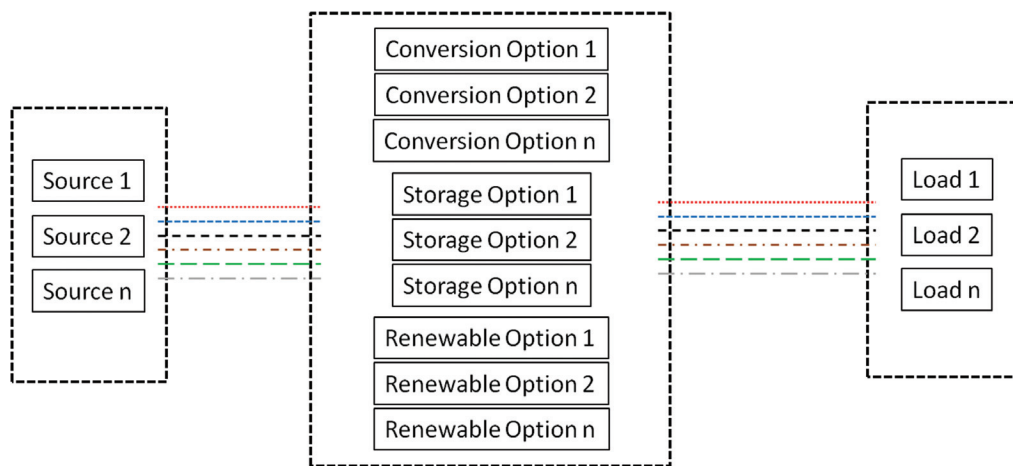 Source 1
Source 2
Source n
Conversion Option 1
Conversion Option 2
Conversion Option n
Storage Option 1
Storage Option 2
Storage Option n
Renewable Option 1
Renewable Option 2
Renewable Option n
Load 1
Load 2
Load n